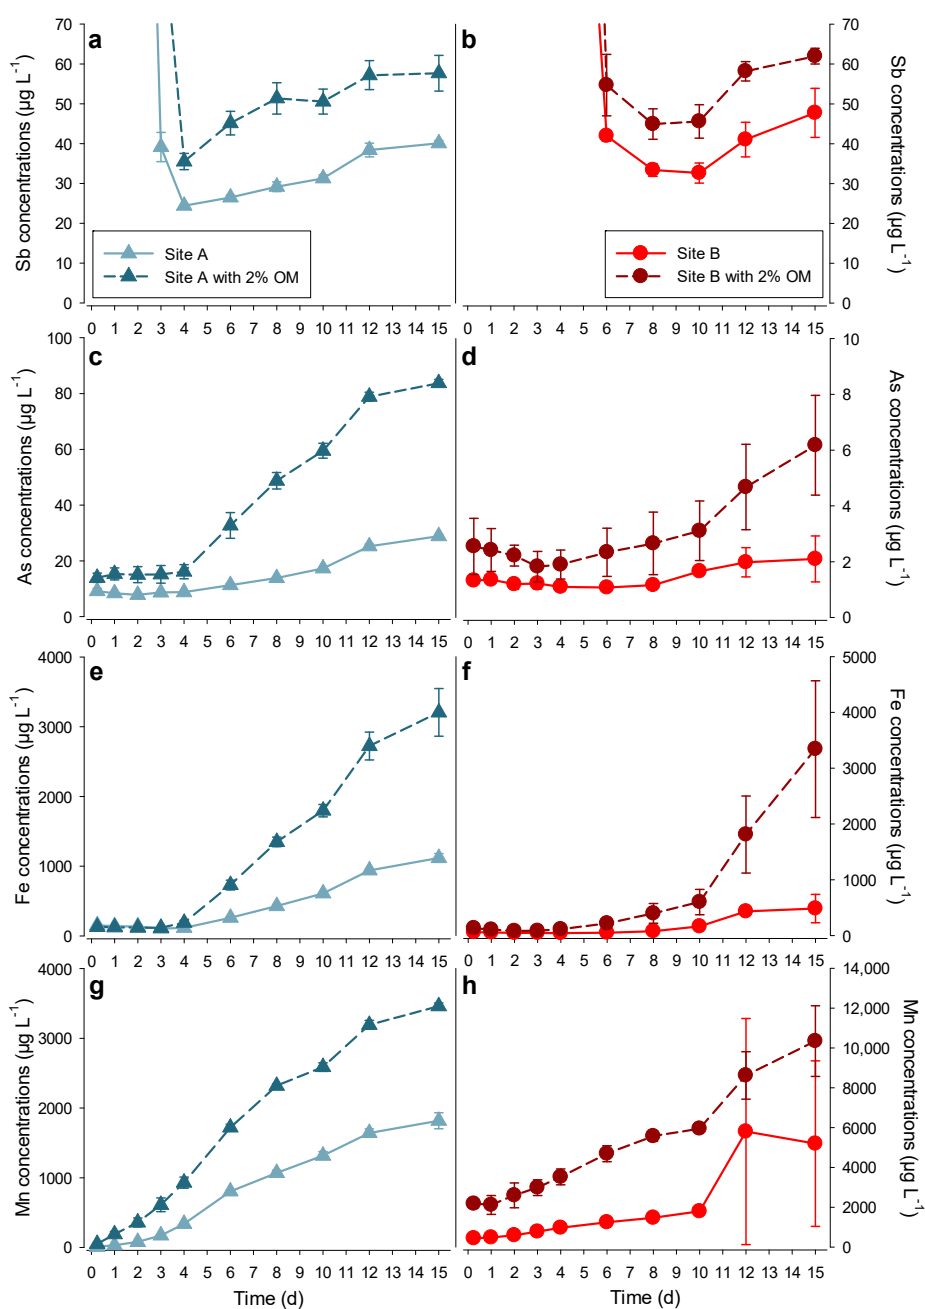 a
b
Sb concentrations (µg L-1)
70
60
50
40
30
20
10
0
Site A
Site A with 2% OM
Site B
Site B with 2% OM
70
60
50
40
30
20
10
0
Sb concentrations (µg L-1)
0 1 2 3 4 5 6 7 8 9 10 11 12 13 14 15
0 1 2 3 4 5 6 7 8 9 10 11 12 13 14 15
c
d
As concentrations (µg L-1)
100
80
60
40
20
0
10
8
6
4
2
0
As concentrations (µg L-1)
0 1 2 3 4 5 6 7 8 9 10 11 12 13 14 15
0 1 2 3 4 5 6 7 8 9 10 11 12 13 14 15
e
f
Fe concentrations (µg L-1)
4000
3000
2000
1000
0
5000
4000
3000
2000
1000
0
Fe concentrations (µg L-1)
0 1 2 3 4 5 6 7 8 9 10 11 12 13 14 15
0 1 2 3 4 5 6 7 8 9 10 11 12 13 14 15
g
h
Mn concentrations (µg L-1)
4000
3000
2000
1000
0
14,000
12,000
10,000
8000
6000
4000
2000
0
Mn concentrations (µg L-1)
0 1 2 3 4 5 6 7 8 9 10 11 12 13 14 15
0 1 2 3 4 5 6 7 8 9 10 11 12 13 14 15
Time (d)
Time (d)